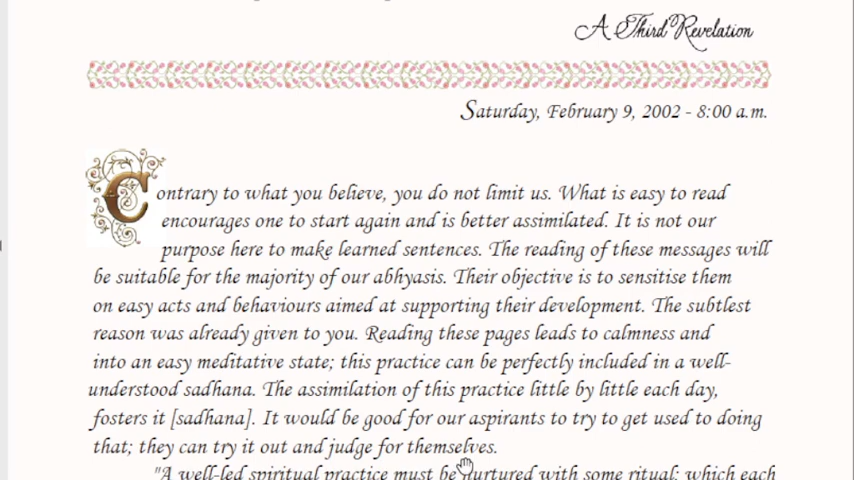 A Third Revelation
Saturday, February 9, 2002 - 8:00 a.m.
Contrary to what you believe, you do not limit us. What is easy to read
encourages one to start again and is better assimilated. It is not our
purpose here to make learned sentences. The reading of these messages will
be suitable for the majority of our abhyasis. Their objective is to sensitise them
on easy acts and behaviours aimed at supporting their development. The subtlest
reason was already given to you. Reading these pages leads to calmness and
into an easy meditative state; this practice can be perfectly included in a well-
understood sadhana. The assimilation of this practice little by little each day,
fosters it [sadhana]. It would be good for our aspirants to try to get used to doing
that; they can try it out and judge for themselves.
"A well-led spiritual practice must be nurtured with some ritual; which each